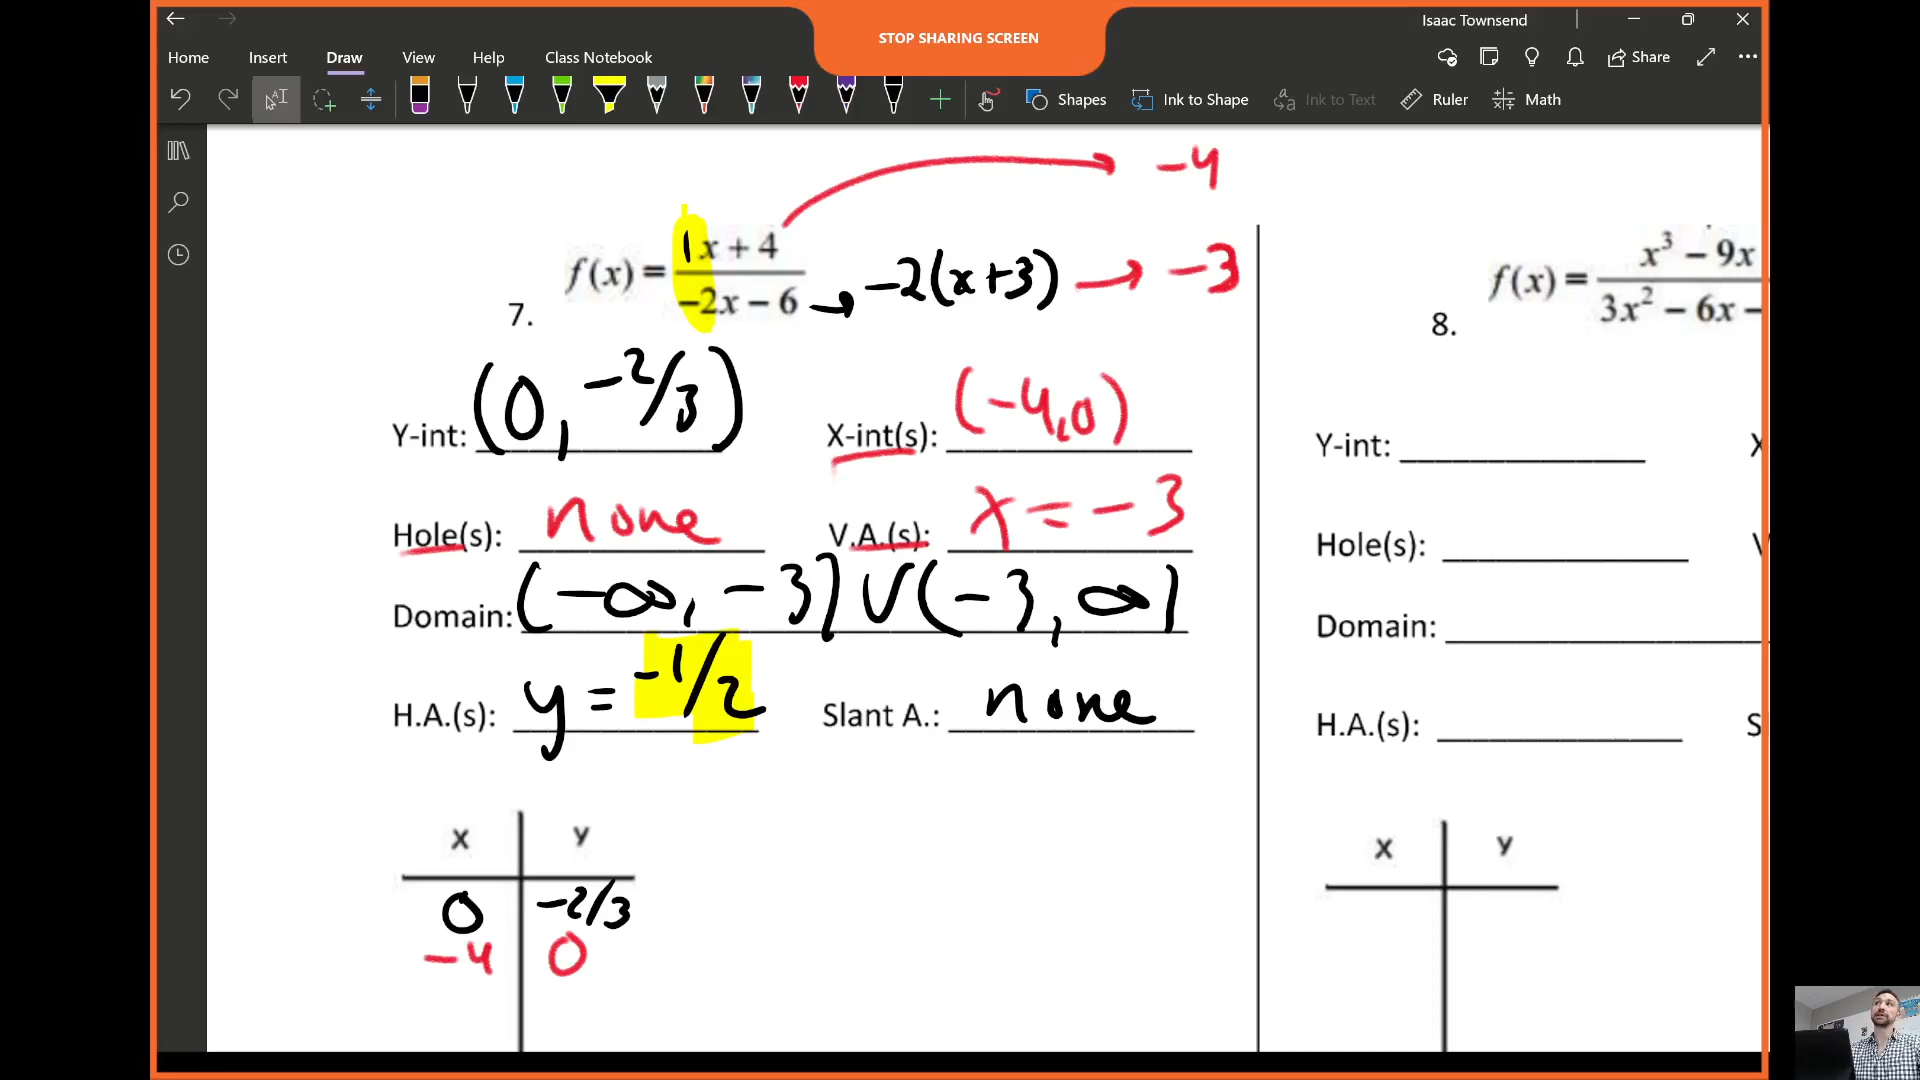 STOP SHARING SCREEN
Isaac Townsend
Home Insert Draw View Help Class Notebook
Share
Shapes Ink to Shape Ink to Text Ruler Math
-4
7. f(x) = 1x + 4 / -2x - 6 → -2(x+3) → -3
Y-int: (0, -2/3) X-int(s): (-4,0)
Hole(s): none V.A.(s): x = -3
Domain: (-∞, -3) ∪ (-3, ∞)
H.A.(s): y = -1/2 Slant A.: none
x y
0 -2/3
-4 0
8. f(x) = x³ - 9x / 3x² - 6x -
Y-int: X
Hole(s): V
Domain:
H.A.(s): S
x y